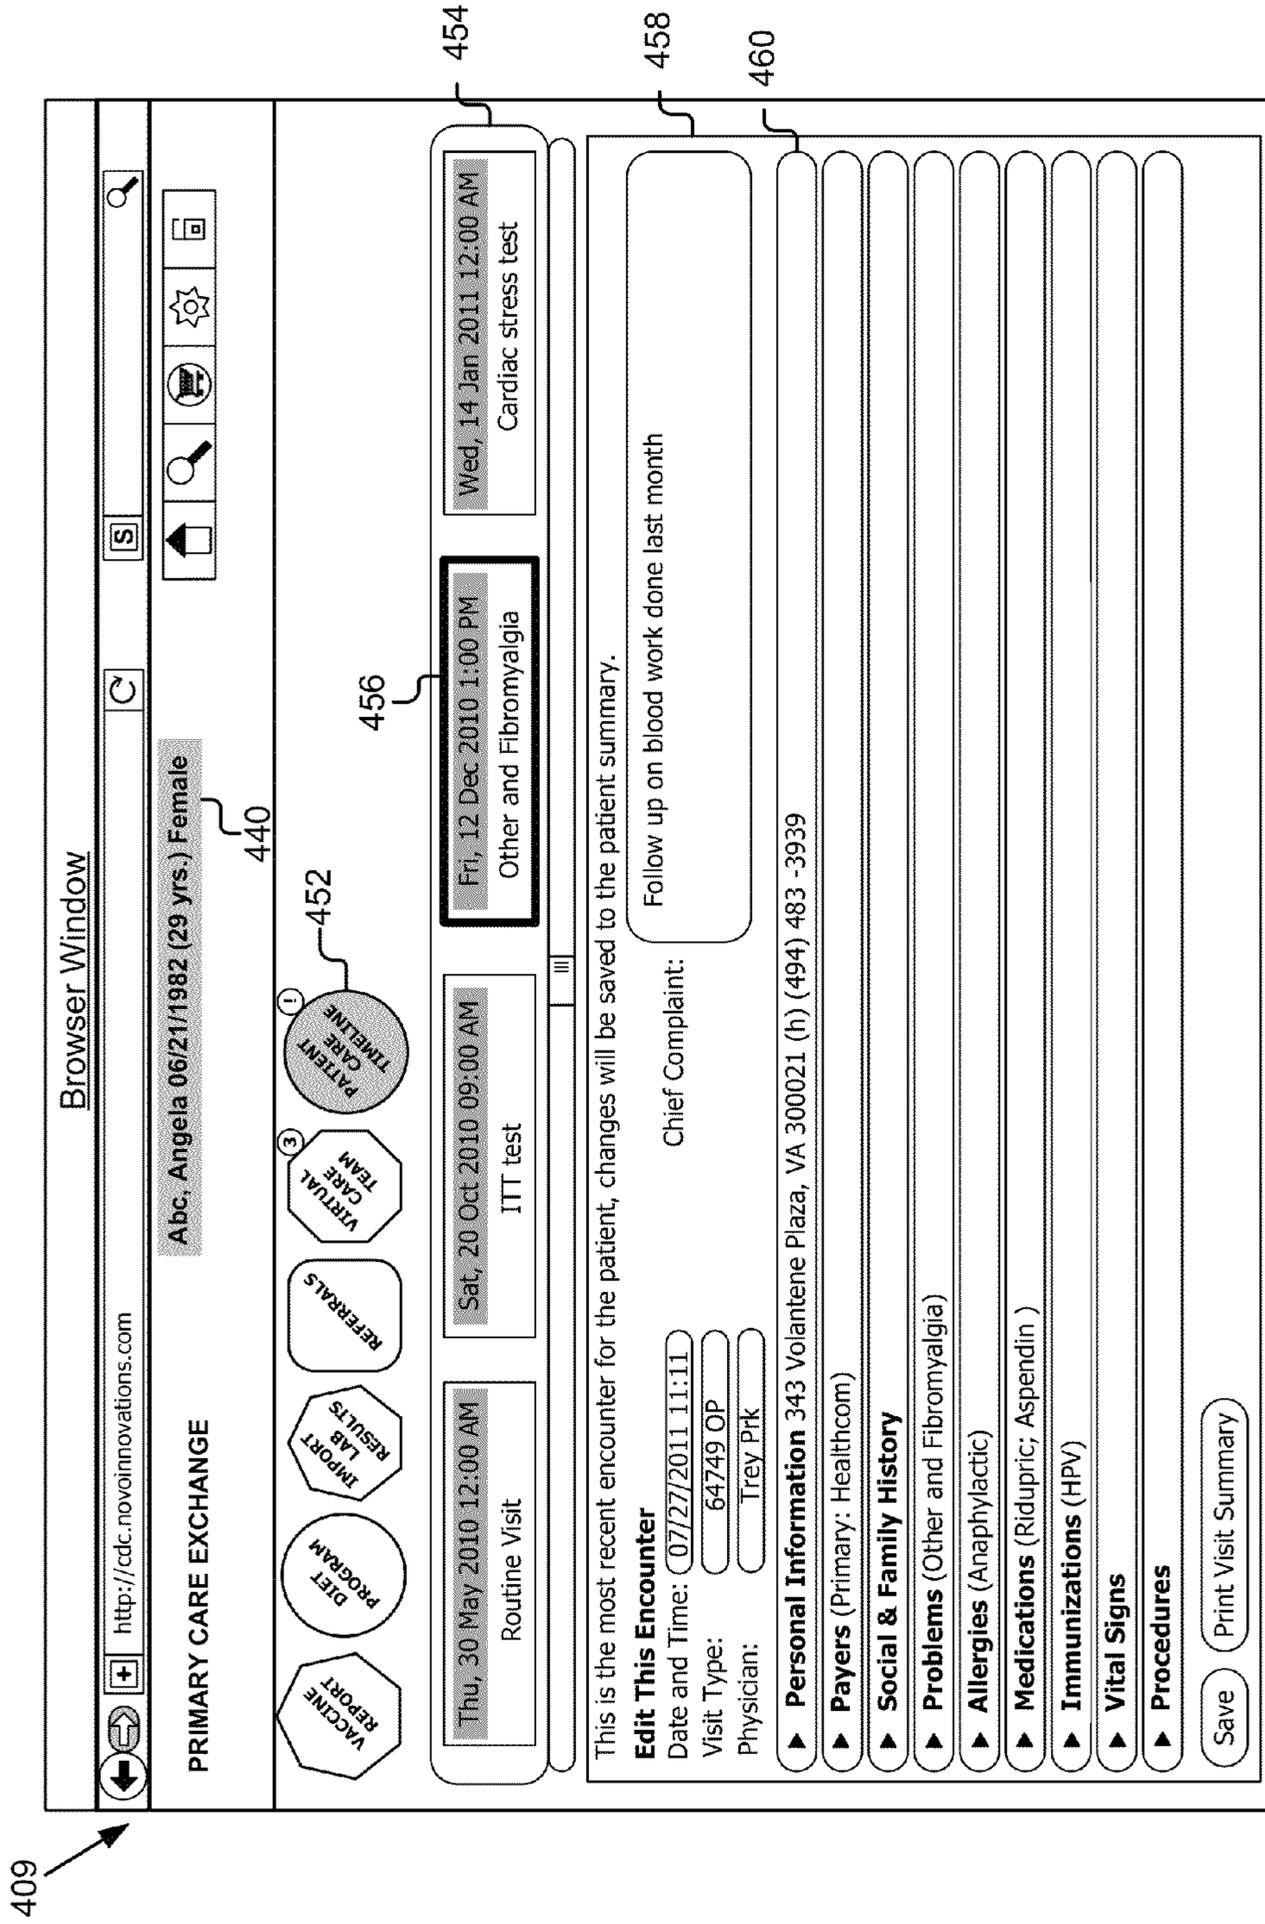 409
Browser Window
+
http://cdc.novoinnovations.com
S
PRIMARY CARE EXCHANGE
Abc, Angela 06/21/1982 (29 yrs.) Female
440
VACCINE
REPORT
DIET
PROGRAM
IMPORT
LAB
RESULTS
REFERRALS
VIRTUAL
CARE
TEAM
3
PATIENT
CARE
TIMELINE
!
452
456
454
Thu, 30 May 2010 12:00 AM
Routine Visit
Sat, 20 Oct 2010 09:00 AM
ITT test
Fri, 12 Dec 2010 1:00 PM
Other and Fibromyalgia
Wed, 14 Jan 2011 12:00 AM
Cardiac stress test
458
This is the most recent encounter for the patient, changes will be saved to the patient summary.
Edit This Encounter
Date and Time: 07/27/2011 11:11
Visit Type: 64749 OP
Physician: Trey Prk
Chief Complaint:
Follow up on blood work done last month
460
Personal Information 343 Volantene Plaza, VA 300021 (h) (494) 483 -3939
Payers (Primary: Healthcom)
Social & Family History
Problems (Other and Fibromyalgia)
Allergies (Anaphylactic)
Medications (Ridupric; Aspendin )
Immunizations (HPV)
Vital Signs
Procedures
Save
Print Visit Summary